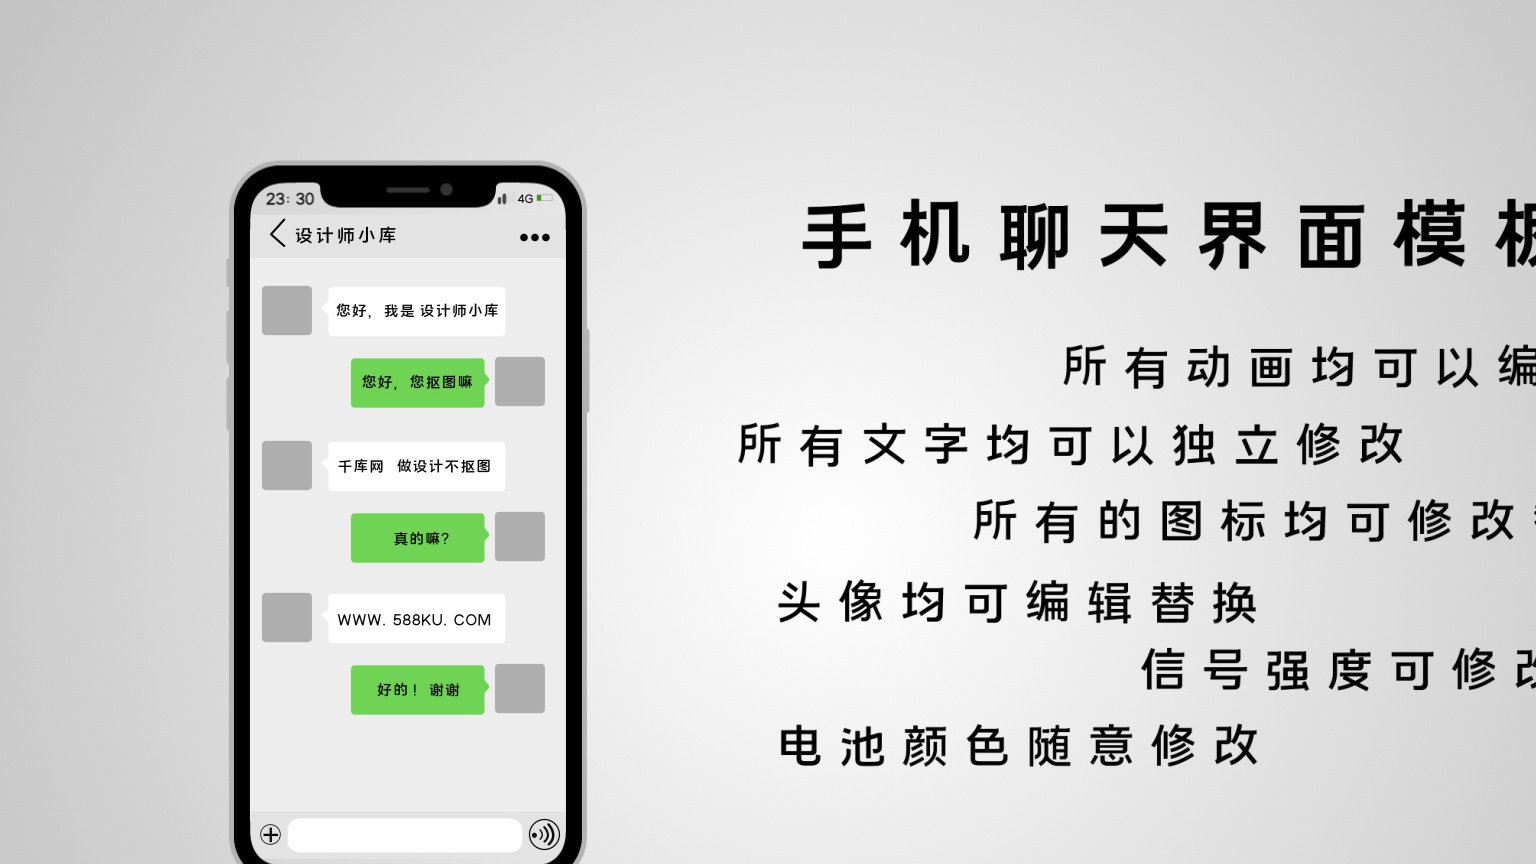 23: 30
4G
设计师小库
您好，我是 设计师小库
您好，您抠图嘛
千库网 做设计不抠图
真的嘛?
WWW. 588KU. COM
好的！谢谢
手机聊天界面模板
所有动画均可以编
所有文字均可以独立修改
所有的图标均可修改
头像均可编辑替换
信号强度可修改
电池颜色随意修改